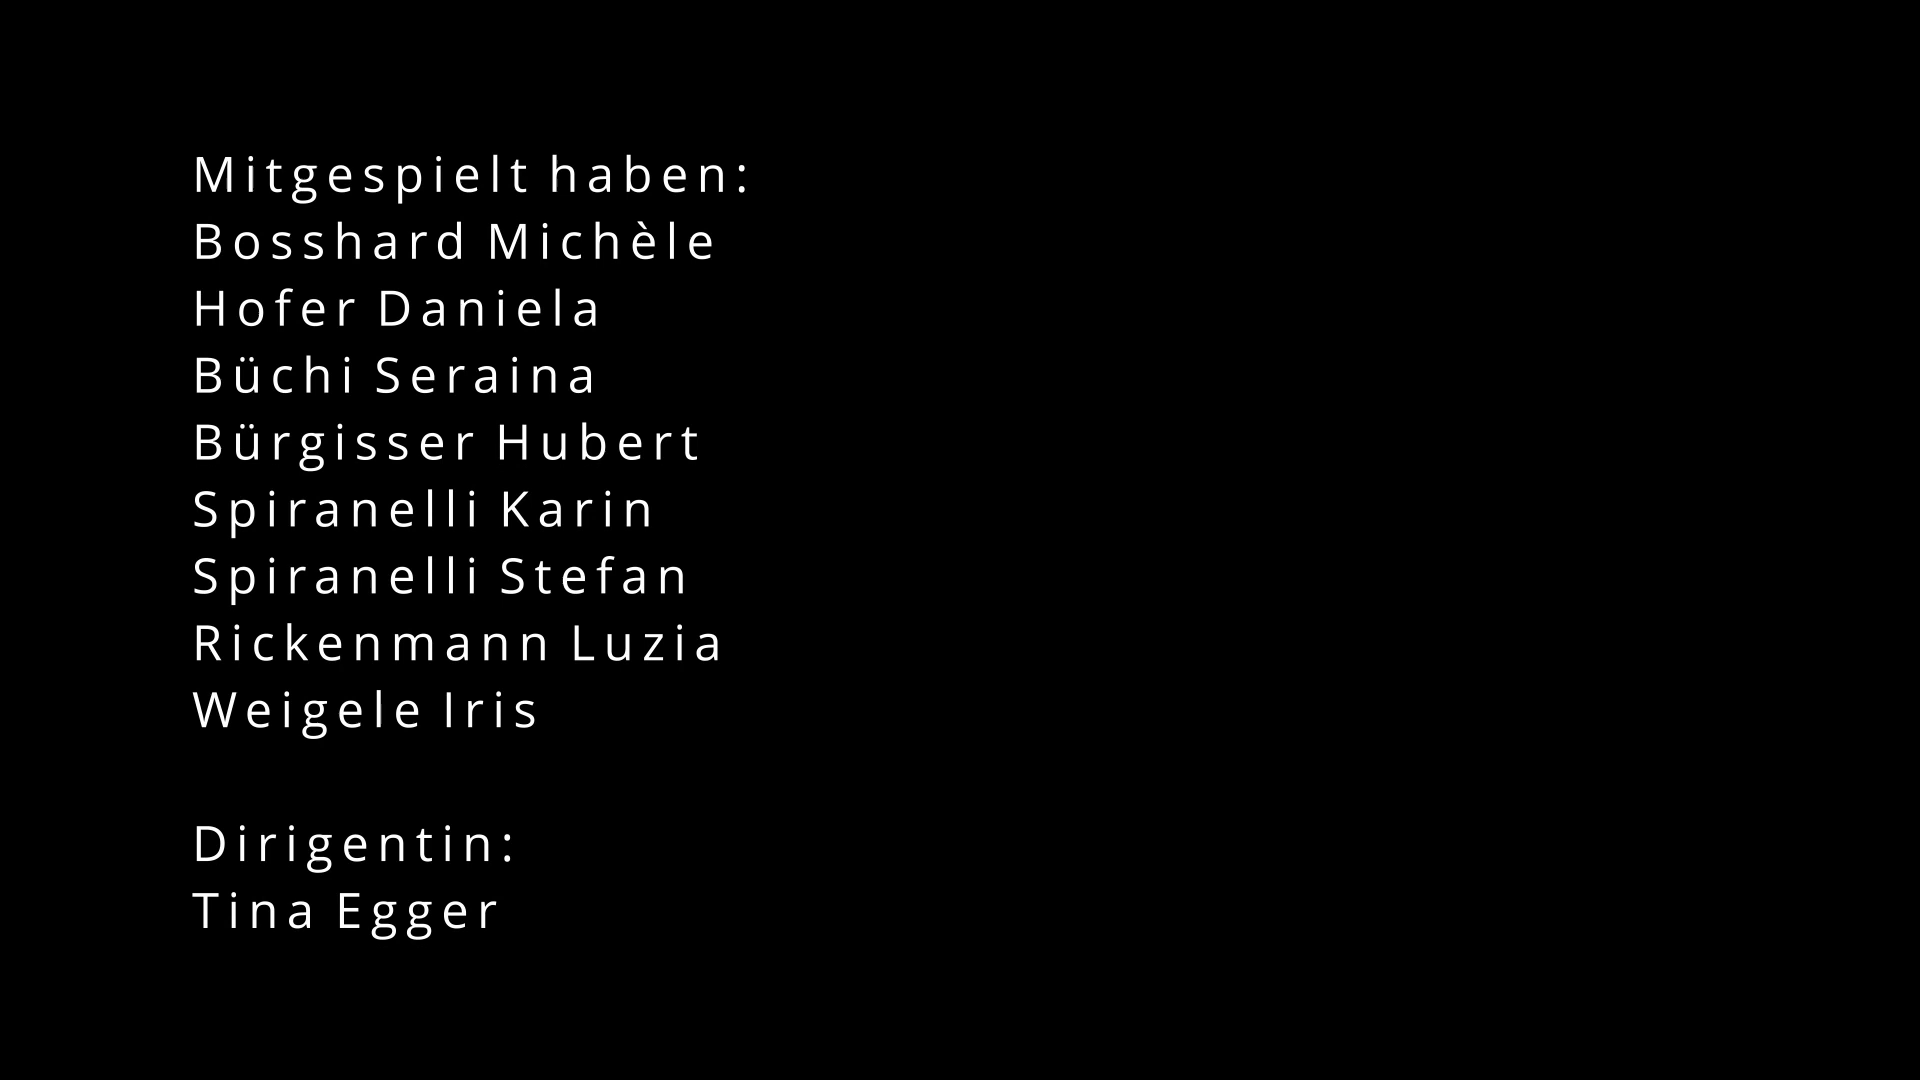 Mitgespielt haben:
Bosshard Michèle
Hofer Daniela
Büchi Seraina
Bürgisser Hubert
Spiranelli Karin
Spiranelli Stefan
Rickenmann Luzia
Weigele Iris
Dirigentin:
Tina Egger